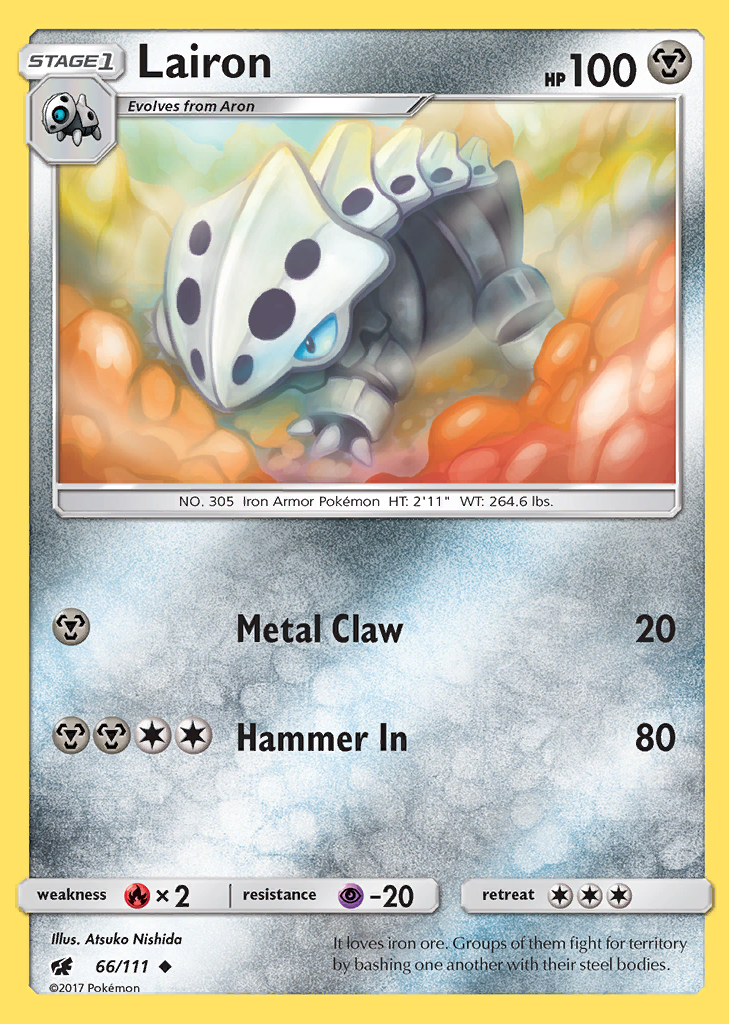 STAGE1
Lairon
HP 100
Evolves from Aron
NO. 305 Iron Armor Pokémon HT: 2'11" WT: 264.6 lbs.
Metal Claw 20
Hammer In 80
weakness × 2 resistance -20 retreat
Illus. Atsuko Nishida
66/111
©2017 Pokémon
It loves iron ore. Groups of them fight for territory
by bashing one another with their steel bodies.